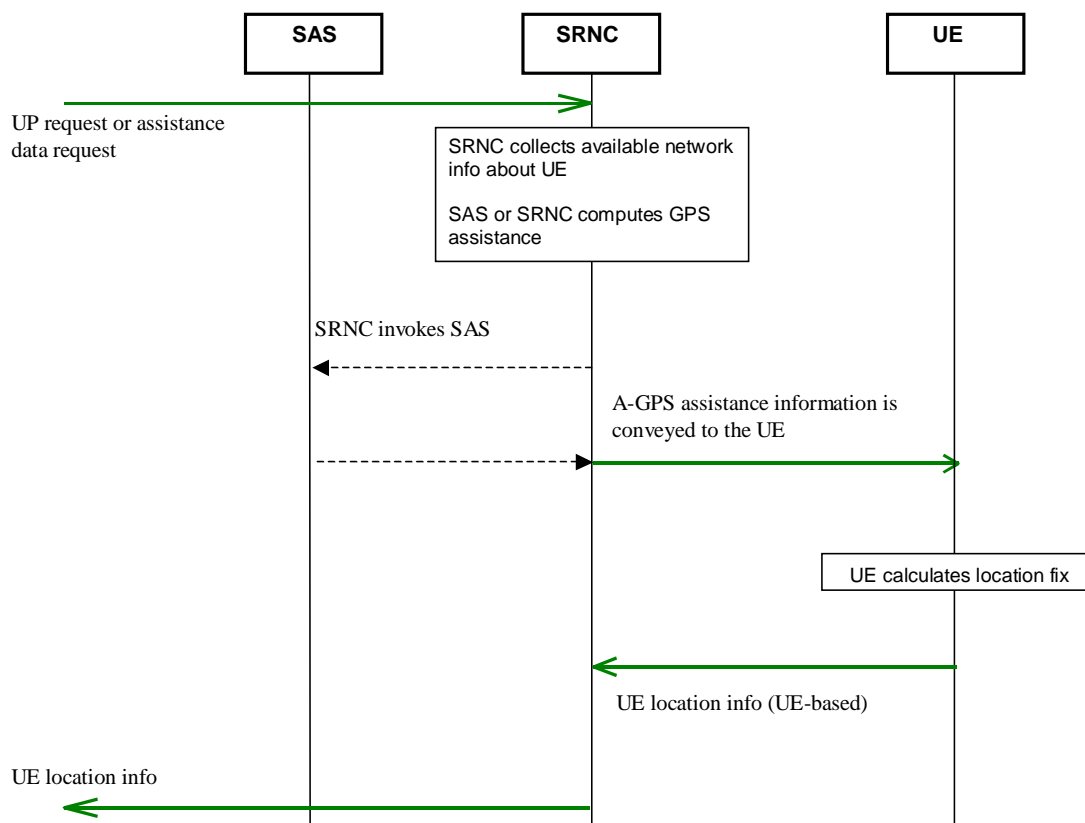 SAS
SRNC
UE
UP request or assistance
data request
SRNC collects available network
info about UE
SAS or SRNC computes GPS
assistance
SRNC invokes SAS
A-GPS assistance information is
conveyed to the UE
UE calculates location fix
UE location info (UE-based)
UE location info